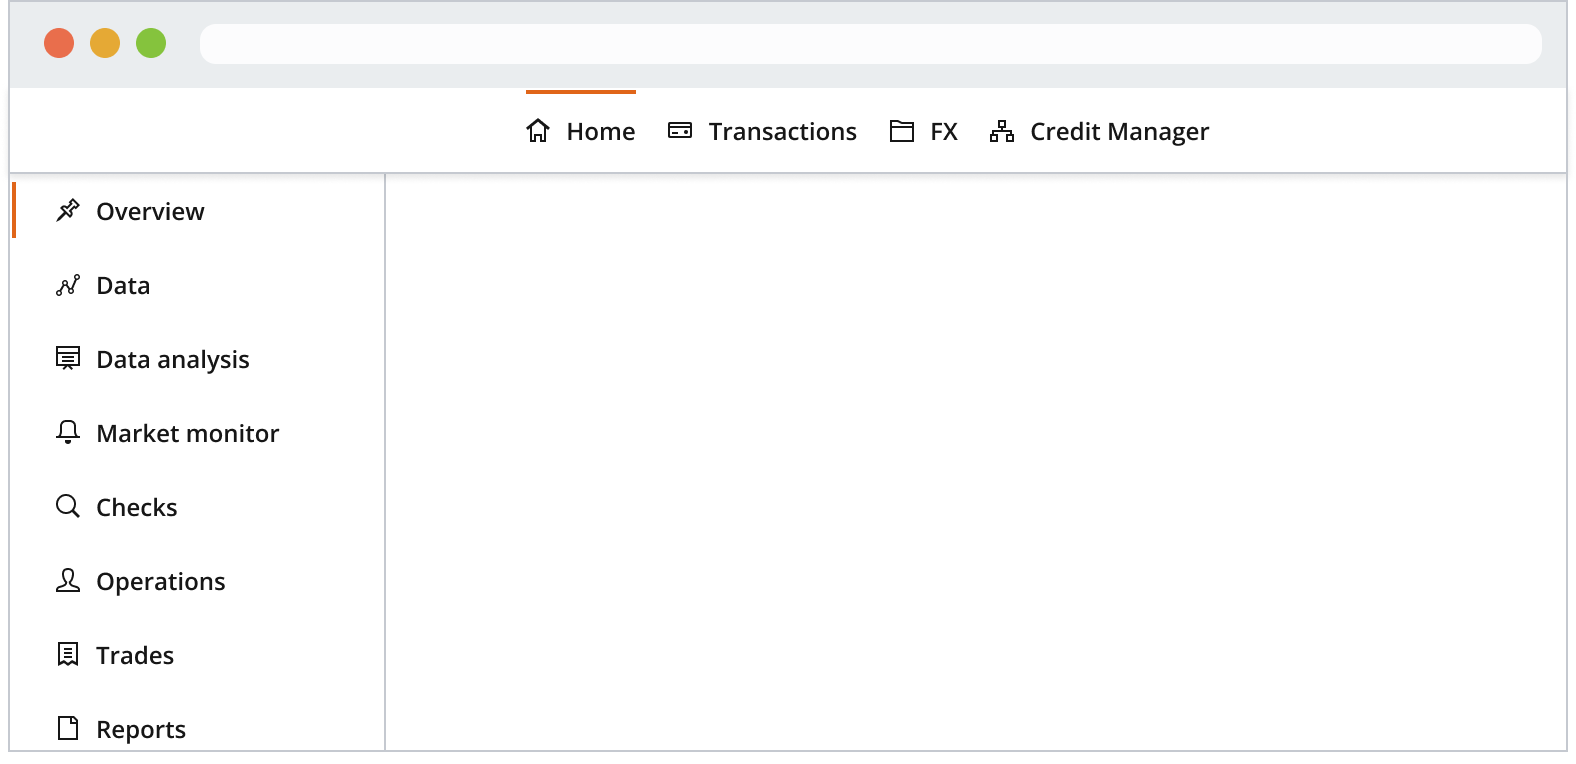 Home Transactions FX Credit Manager
Overview
Data
Data analysis
Market monitor
Checks
Operations
Trades
Reports